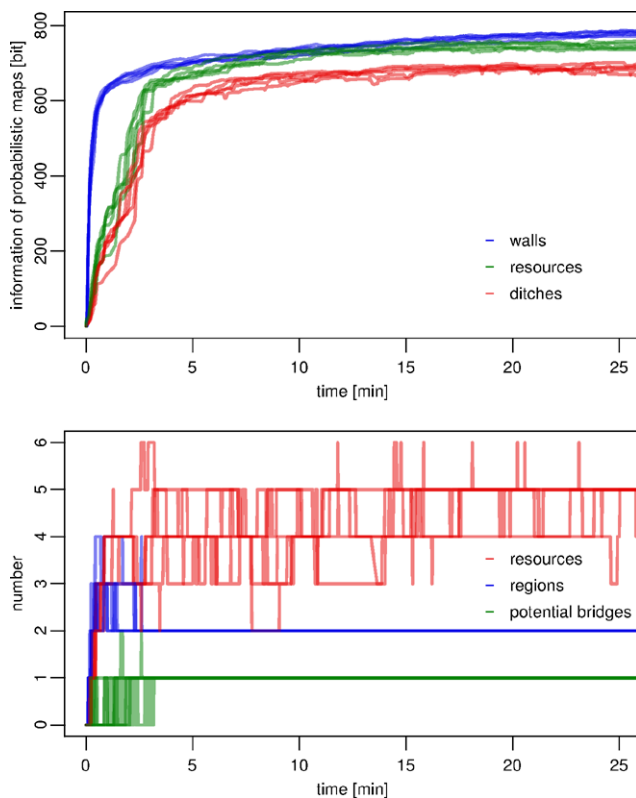 information of probabilistic maps [bit]
800
600
400
200
0
walls
resources
ditches
0 5 10 15 20 25
time [min]
number
6
5
4
3
2
1
0
resources
regions
potential bridges
0 5 10 15 20 25
time [min]